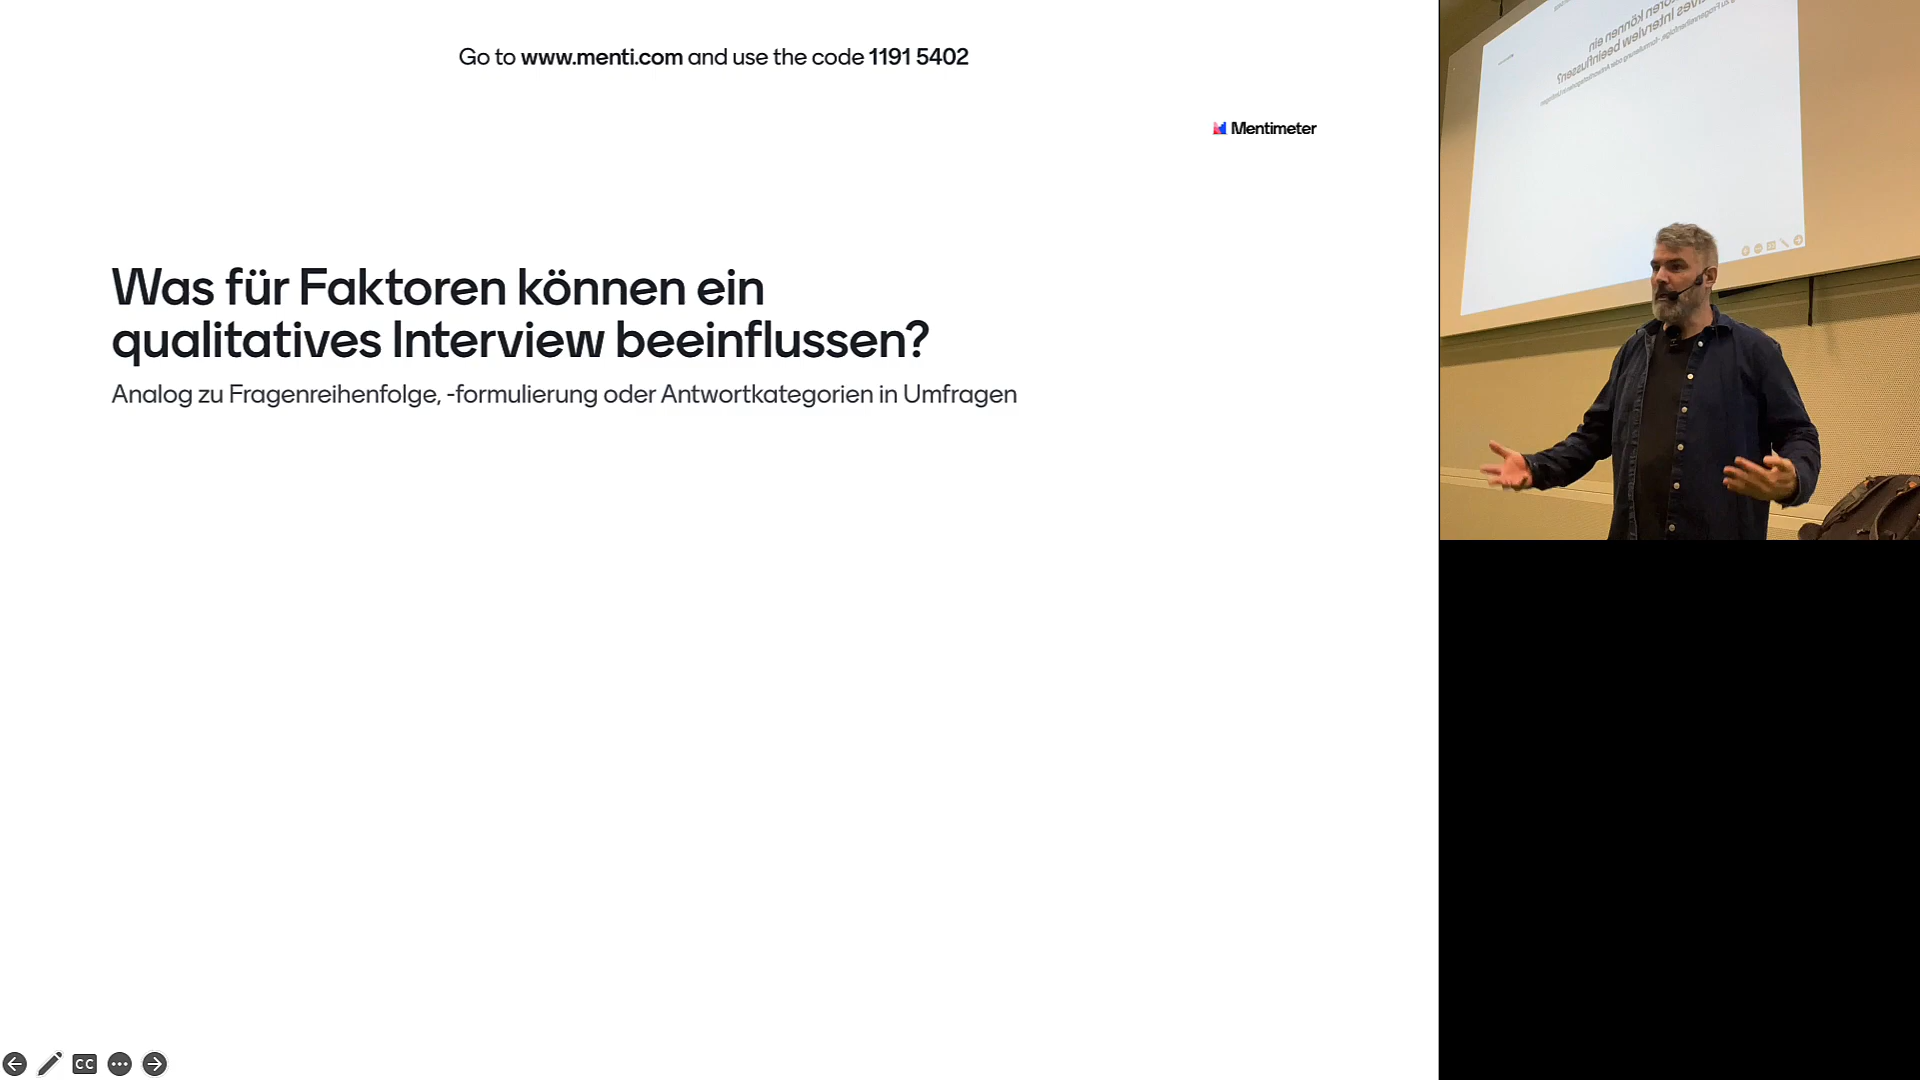 Go to www.menti.com and use the code 1191 5402
Mentimeter
Was für Faktoren können ein
qualitatives Interview beeinflussen?
Analog zu Fragenreihenfolge, -formulierung oder Antwortkategorien in Umfragen
CC